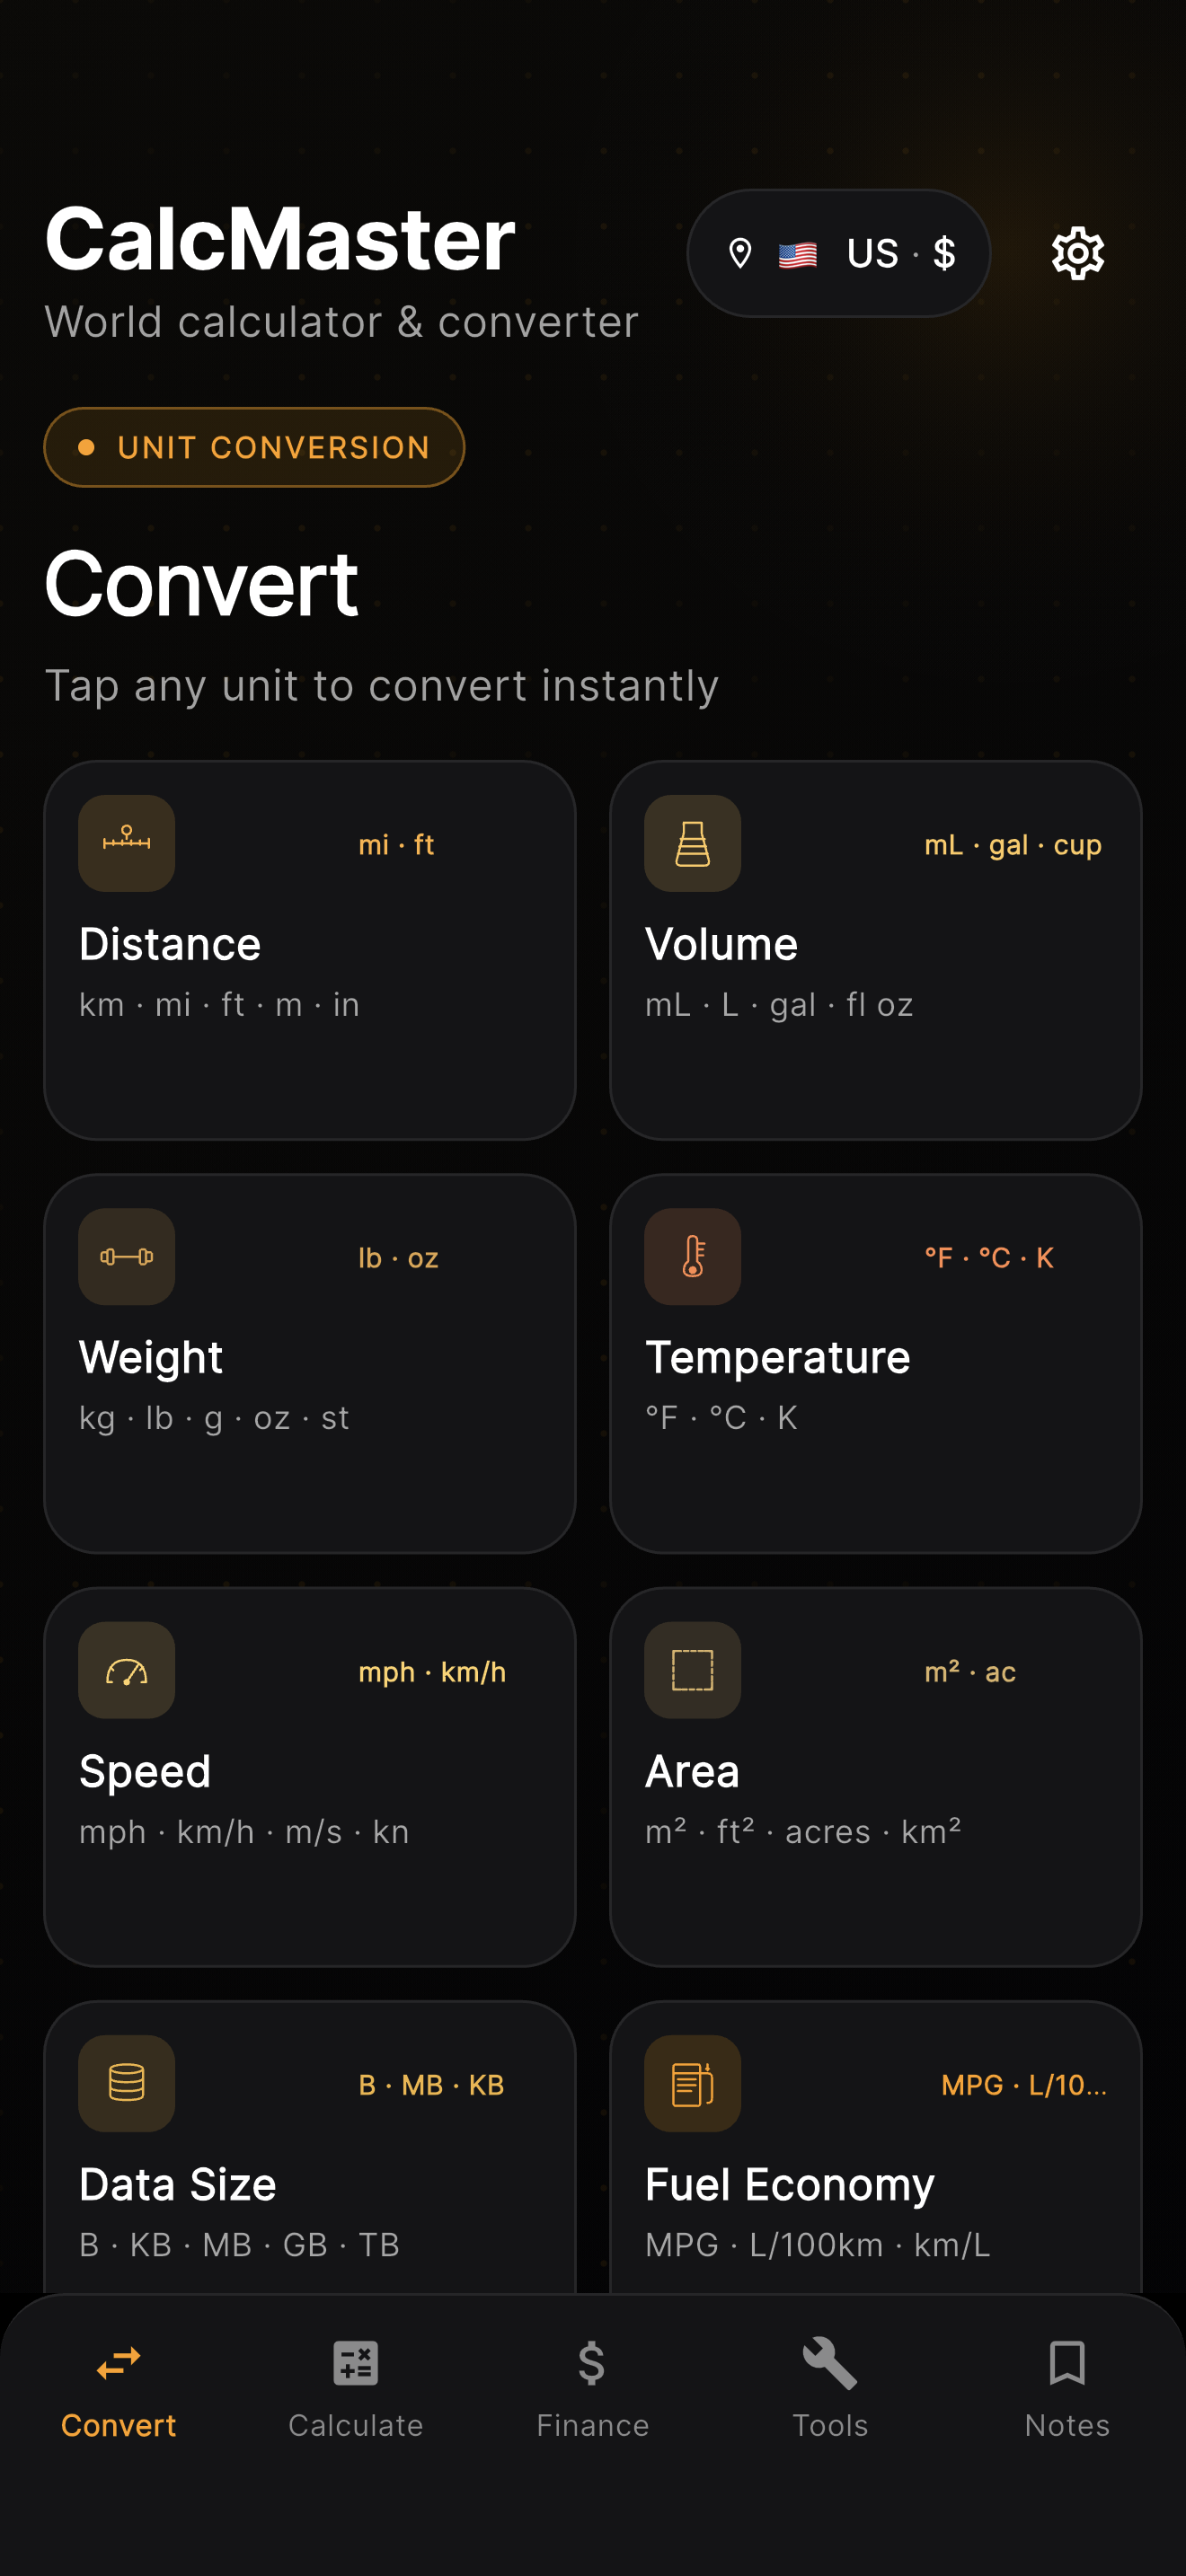 CalcMaster
World calculator & converter
🇺🇸 US · $
UNIT CONVERSION
Convert
Tap any unit to convert instantly
mi · ft
Distance
km · mi · ft · m · in
mL · gal · cup
Volume
mL · L · gal · fl oz
lb · oz
Weight
kg · lb · g · oz · st
°F · °C · K
Temperature
°F · °C · K
mph · km/h
Speed
mph · km/h · m/s · kn
m² · ac
Area
m² · ft² · acres · km²
B · MB · KB
Data Size
B · KB · MB · GB · TB
MPG · L/10...
Fuel Economy
MPG · L/100km · km/L
Convert
Calculate
Finance
Tools
Notes